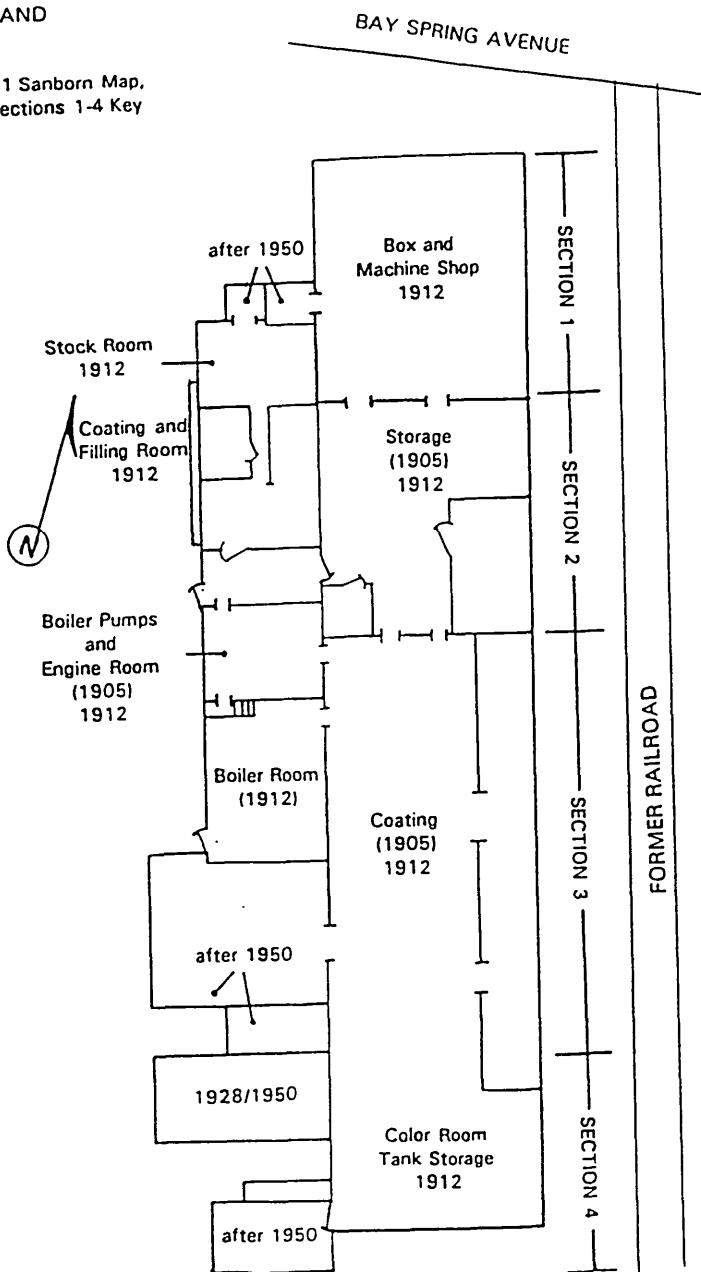 AND
BAY SPRING AVENUE
1 Sanborn Map,
ections 1-4 Key
after 1950
Box and
Machine Shop
1912
SECTION 1
Stock Room
1912
Coating and
Filling Room
1912
Storage
(1905)
1912
SECTION 2
N
Boiler Pumps
and
Engine Room
(1905)
1912
Boiler Room
(1912)
Coating
(1905)
1912
SECTION 3
FORMER RAILROAD
after 1950
1928/1950
Color Room
Tank Storage
1912
SECTION 4
after 1950